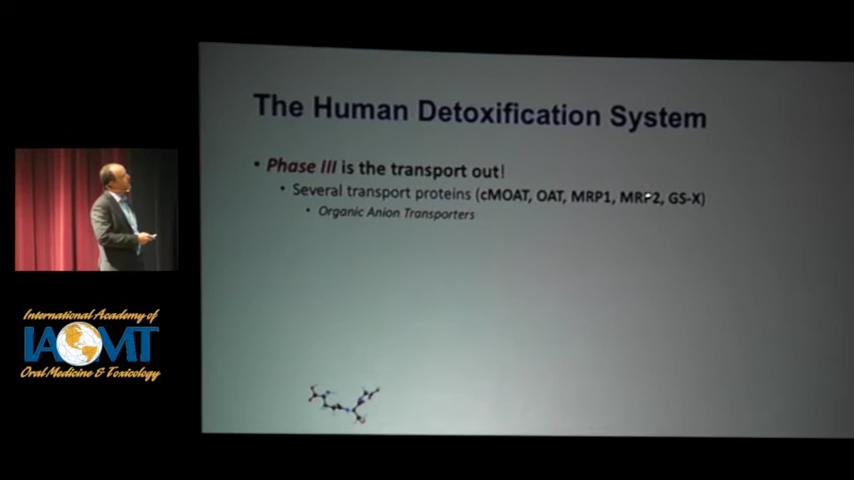 The Human Detoxification System
• Phase III is the transport out!
• Several transport proteins (cMOAT, OAT, MRP1, MRP2, GS-X)
• Organic Anion Transporters
International Academy of
IAOMT
Oral Medicine & Toxicology